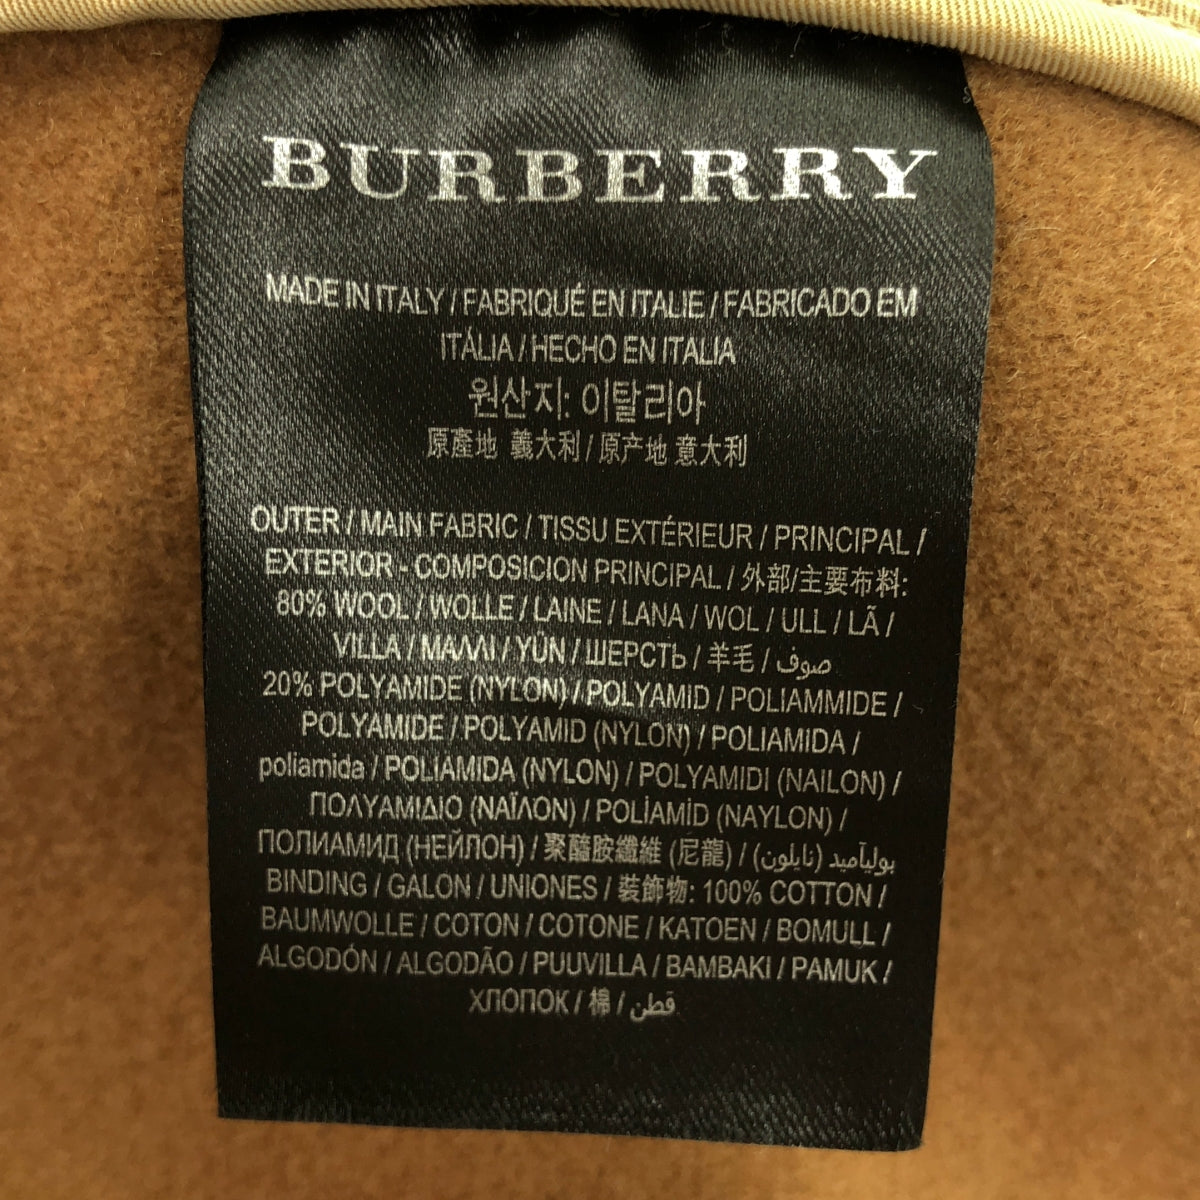 BURBERRY
MADE IN ITALY / FABRIQUÉ EN ITALIE / FABRICADO EM
ITÁLIA / HECHO EN ITALIA
원산지: 이탈리아
原產地 義大利 / 原产地 意大利
OUTER / MAIN FABRIC / TISSU EXTÉRIEUR / PRINCIPAL /
EXTERIOR - COMPOSICION PRINCIPAL / 外部/主要布料:
80% WOOL / WOLLE / LAINE / LANA / WOL / ULL / LÃ /
VILLA / ΜΑΛΛΙ / YÜN / ШЕРСТЬ / 羊毛 / صوف
20% POLYAMIDE (NYLON) / POLYAMID / POLIAMMIDE /
POLYAMIDE / POLYAMID (NYLON) / POLIAMIDA /
poliamida / POLIAMIDA (NYLON) / POLYAMIDI (NAILON) /
ΠΟΛΥΑΜΙΔΙΟ (ΝΑΪΛΟΝ) / POLİAMİD (NAYLON) /
ПОЛИАМИД (НЕЙЛОН) / 聚醯胺纖維 (尼龍) / بوليآميد (نايلون)
BINDING / GALON / UNIONES / 裝飾物: 100% COTTON /
BAUMWOLLE / COTON / COTONE / KATOEN / BOMULL /
ALGODÓN / ALGODÃO / PUUVILLA / ΒΑΜΒΑΚΙ / PAMUK /
ХЛОПОК / 棉 / قطن